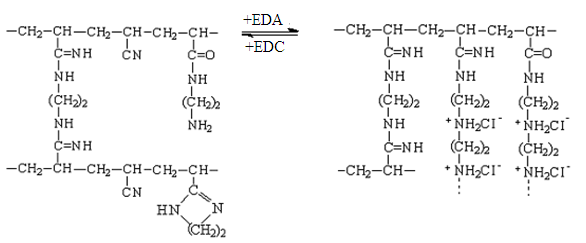 +EDA
+EDC
–CH₂–CH–CH₂–CH–CH₂–CH– –CH₂–CH–CH₂–CH–CH₂–CH–
C=NH CN C=O C=NH C=NH C=O
NH NH NH NH NH
(CH₂)₂ (CH₂)₂ (CH₂)₂ (CH₂)₂ (CH₂)₂
NH NH₂ NH +NH₂Cl⁻ +NH₂Cl⁻
C=NH C=NH (CH₂)₂ (CH₂)₂
–CH₂–CH–CH₂–CH–CH₂–CH– –CH₂–CH– +NH₂Cl⁻ +NH₂Cl⁻
CN C
HN N
(CH₂)₂